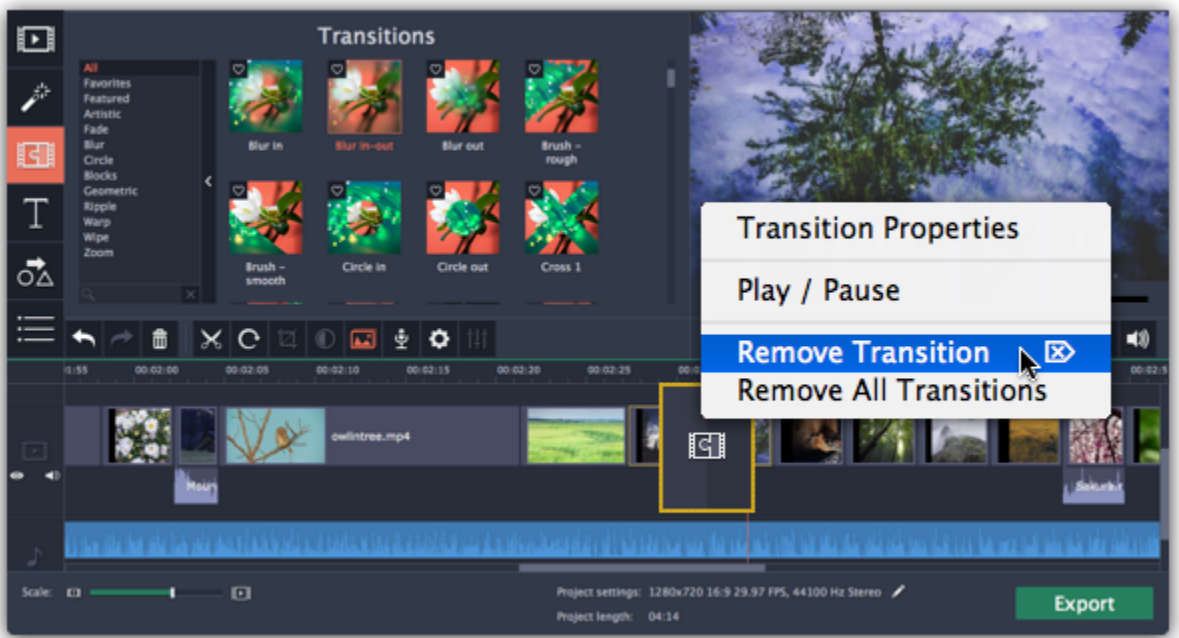 Transitions
All
Favorites
Featured
Artistic
Fade
Blur
Circle
Blocks
Geometric
Ripple
Warp
Wipe
Zoom
Blur in
Blur in-out
Blur out
Brush –
rough
Brush –
smooth
Circle in
Circle out
Cross 1
Transition Properties
Play / Pause
Remove Transition
Remove All Transitions
00:02:00
00:02:05
00:02:10
00:02:15
00:02:20
00:02:25
owlintree.mp4
Scale:
Project settings: 1280x720 16:9 29.97 FPS, 44100 Hz Stereo
Project length: 04:14
Export